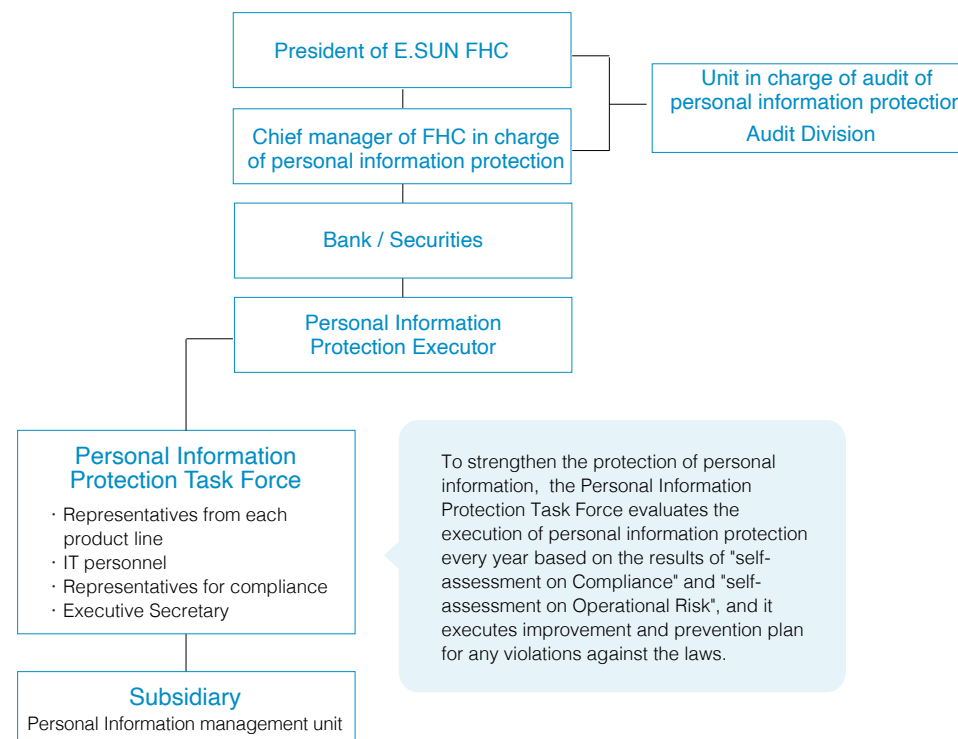 President of E.SUN FHC
Unit in charge of audit of
personal information protection
Audit Division
Chief manager of FHC in charge
of personal information protection
Bank / Securities
Personal Information
Protection Executor
Personal Information
Protection Task Force
· Representatives from each
product line
· IT personnel
· Representatives for compliance
· Executive Secretary
To strengthen the protection of personal
information, the Personal Information
Protection Task Force evaluates the
execution of personal information protection
every year based on the results of "self-
assessment on Compliance" and "self-
assessment on Operational Risk", and it
executes improvement and prevention plan
for any violations against the laws.
Subsidiary
Personal Information management unit